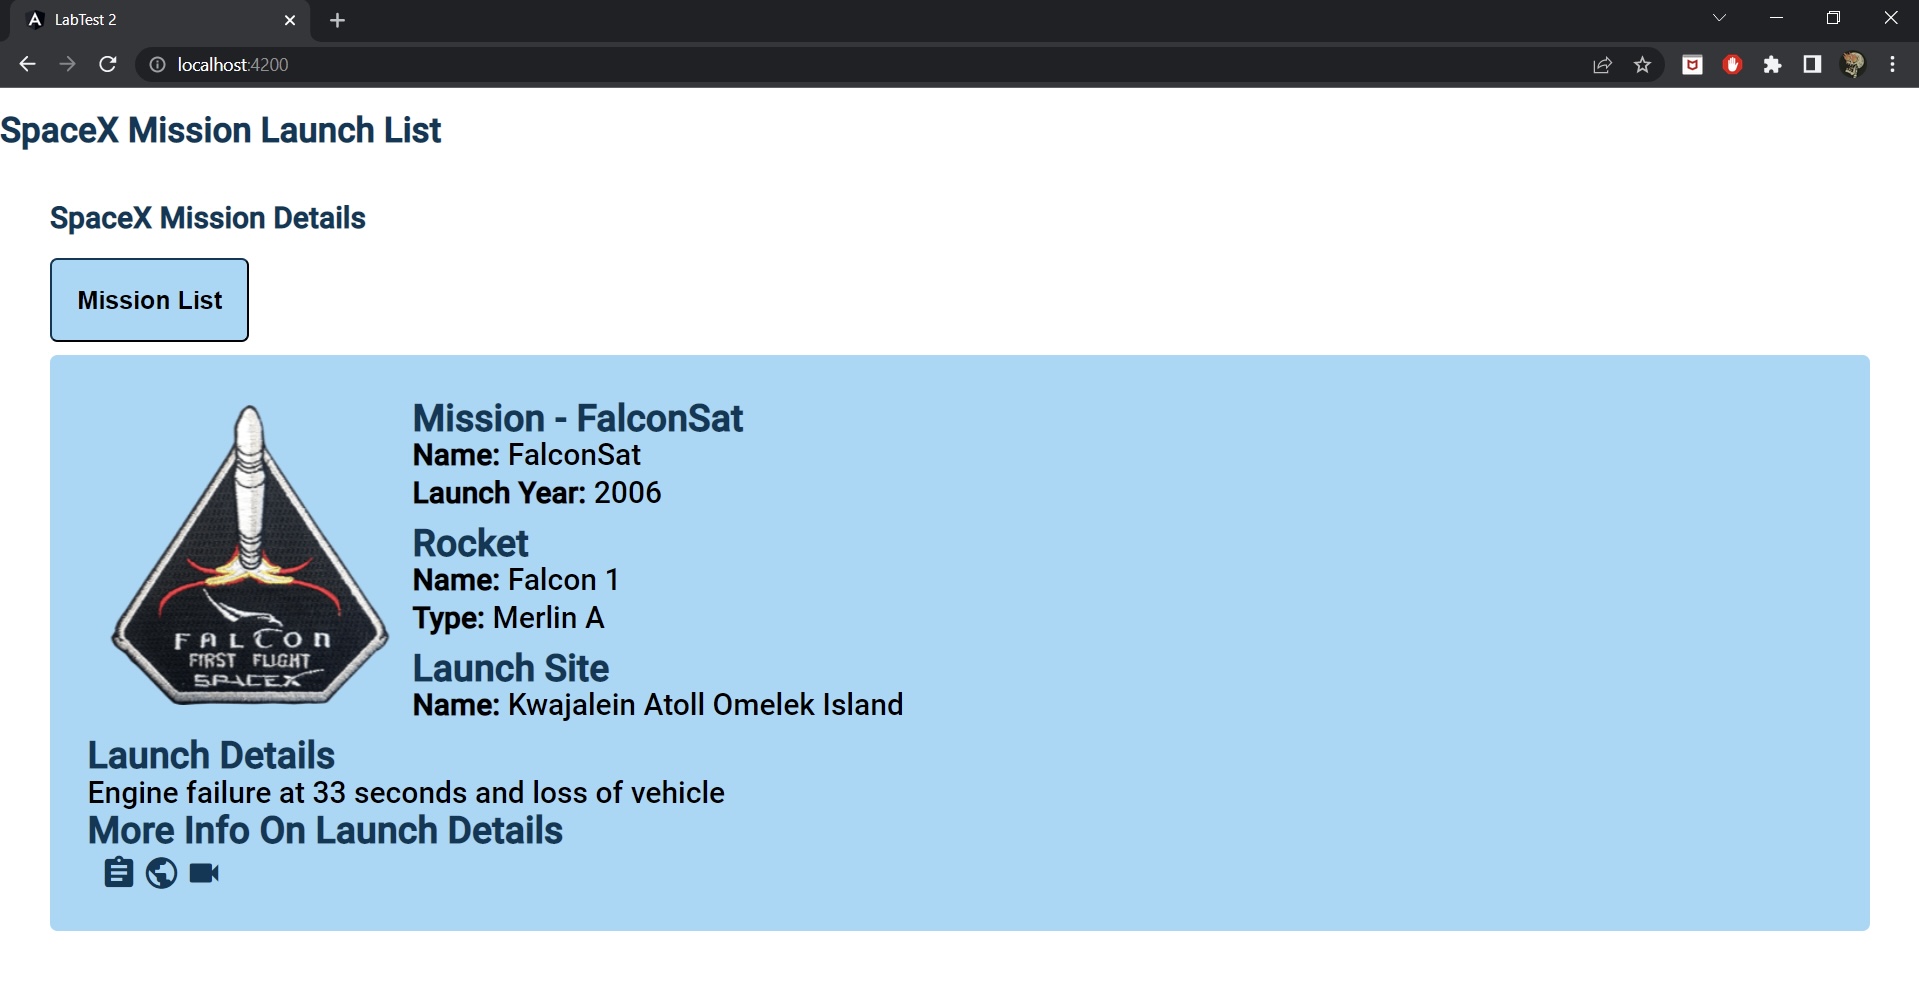 LabTest 2
localhost:4200
SpaceX Mission Launch List
SpaceX Mission Details
Mission List
Mission - FalconSat
Name: FalconSat
Launch Year: 2006
Rocket
Name: Falcon 1
Type: Merlin A
Launch Site
Name: Kwajalein Atoll Omelek Island
FALCON
FIRST FLIGHT
SPACEX
Launch Details
Engine failure at 33 seconds and loss of vehicle
More Info On Launch Details